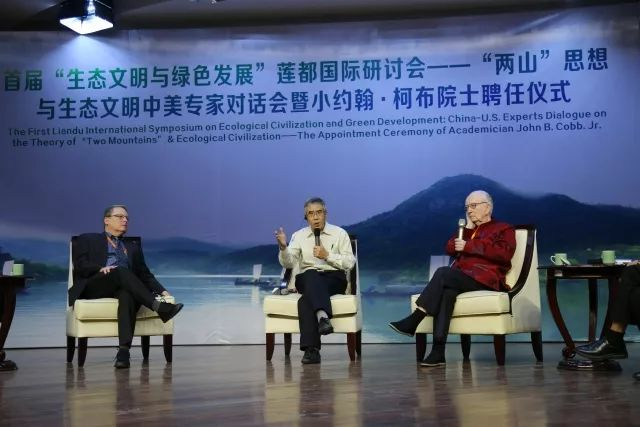 首届“生态文明与绿色发展”莲都国际研讨会——“两山”思想
与生态文明中美专家对话会暨小约翰·柯布院士聘任仪式
The First Liandu International Symposium on Ecological Civilization and Green Development: China-U.S. Experts Dialogue on
the Theory of “Two Mountains” & Ecological Civilization——The Appointment Ceremony of Academician John B. Cobb. Jr.